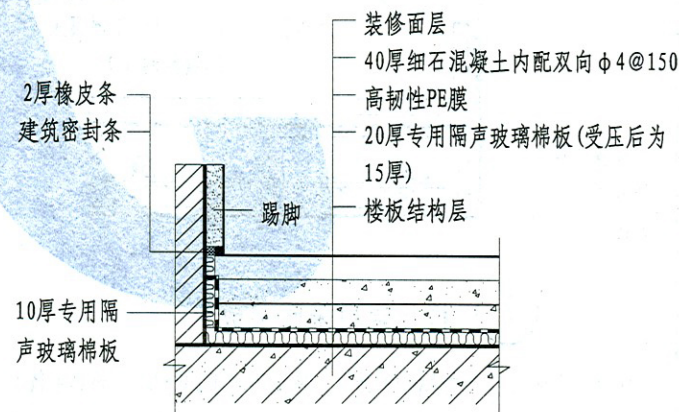 装修面层
40厚细石混凝土内配双向ф4@150
高韧性PE膜
20厚专用隔声玻璃棉板(受压后为
15厚)
楼板结构层
2厚橡皮条
建筑密封条
踢脚
10厚专用隔
声玻璃棉板